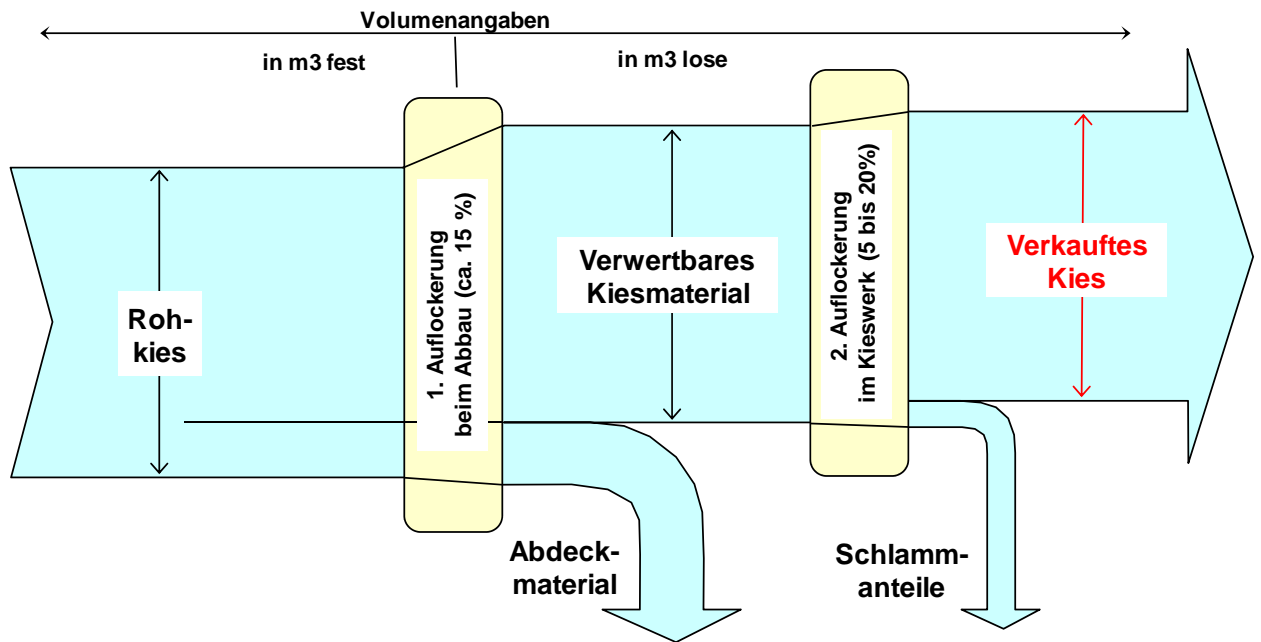 Volumenangaben
in m3 fest
in m3 lose
Roh-
kies
1. Auflockerung
beim Abbau (ca. 15 %)
Verwertbares
Kiesmaterial
2. Auflockerung
im Kieswerk (5 bis 20%)
Verkauftes
Kies
Abdeck-
material
Schlamm-
anteile